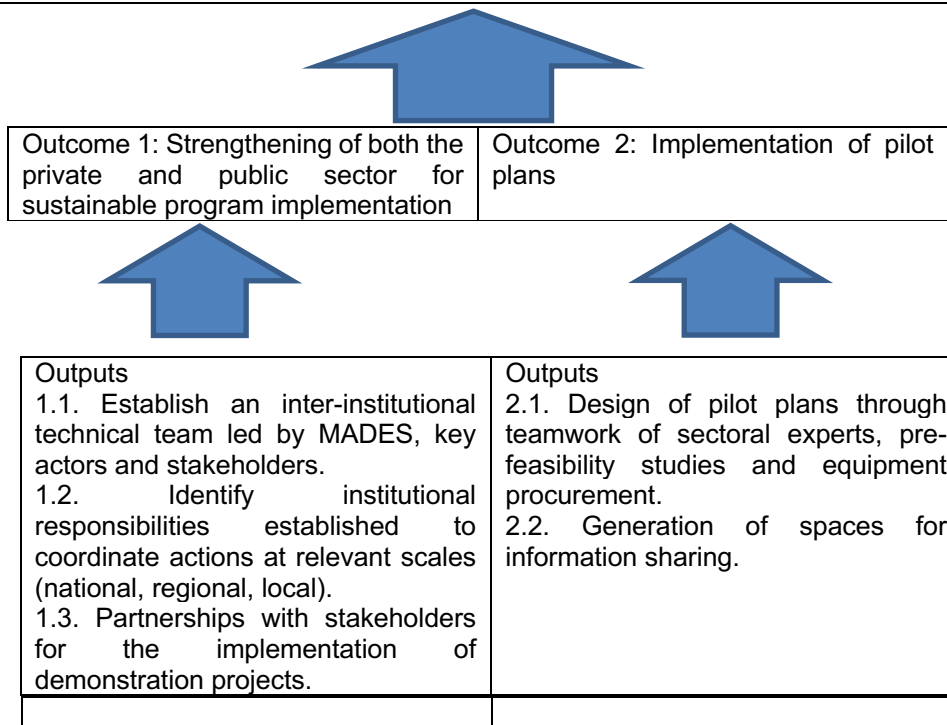 Outcome 1: Strengthening of both the
private and public sector for
sustainable program implementation
Outcome 2: Implementation of pilot
plans
Outputs
1.1. Establish an inter-institutional
technical team led by MADES, key
actors and stakeholders.
1.2. Identify institutional
responsibilities established to
coordinate actions at relevant scales
(national, regional, local).
1.3. Partnerships with stakeholders
for the implementation of
demonstration projects.
Outputs
2.1. Design of pilot plans through
teamwork of sectoral experts, pre-
feasibility studies and equipment
procurement.
2.2. Generation of spaces for
information sharing.